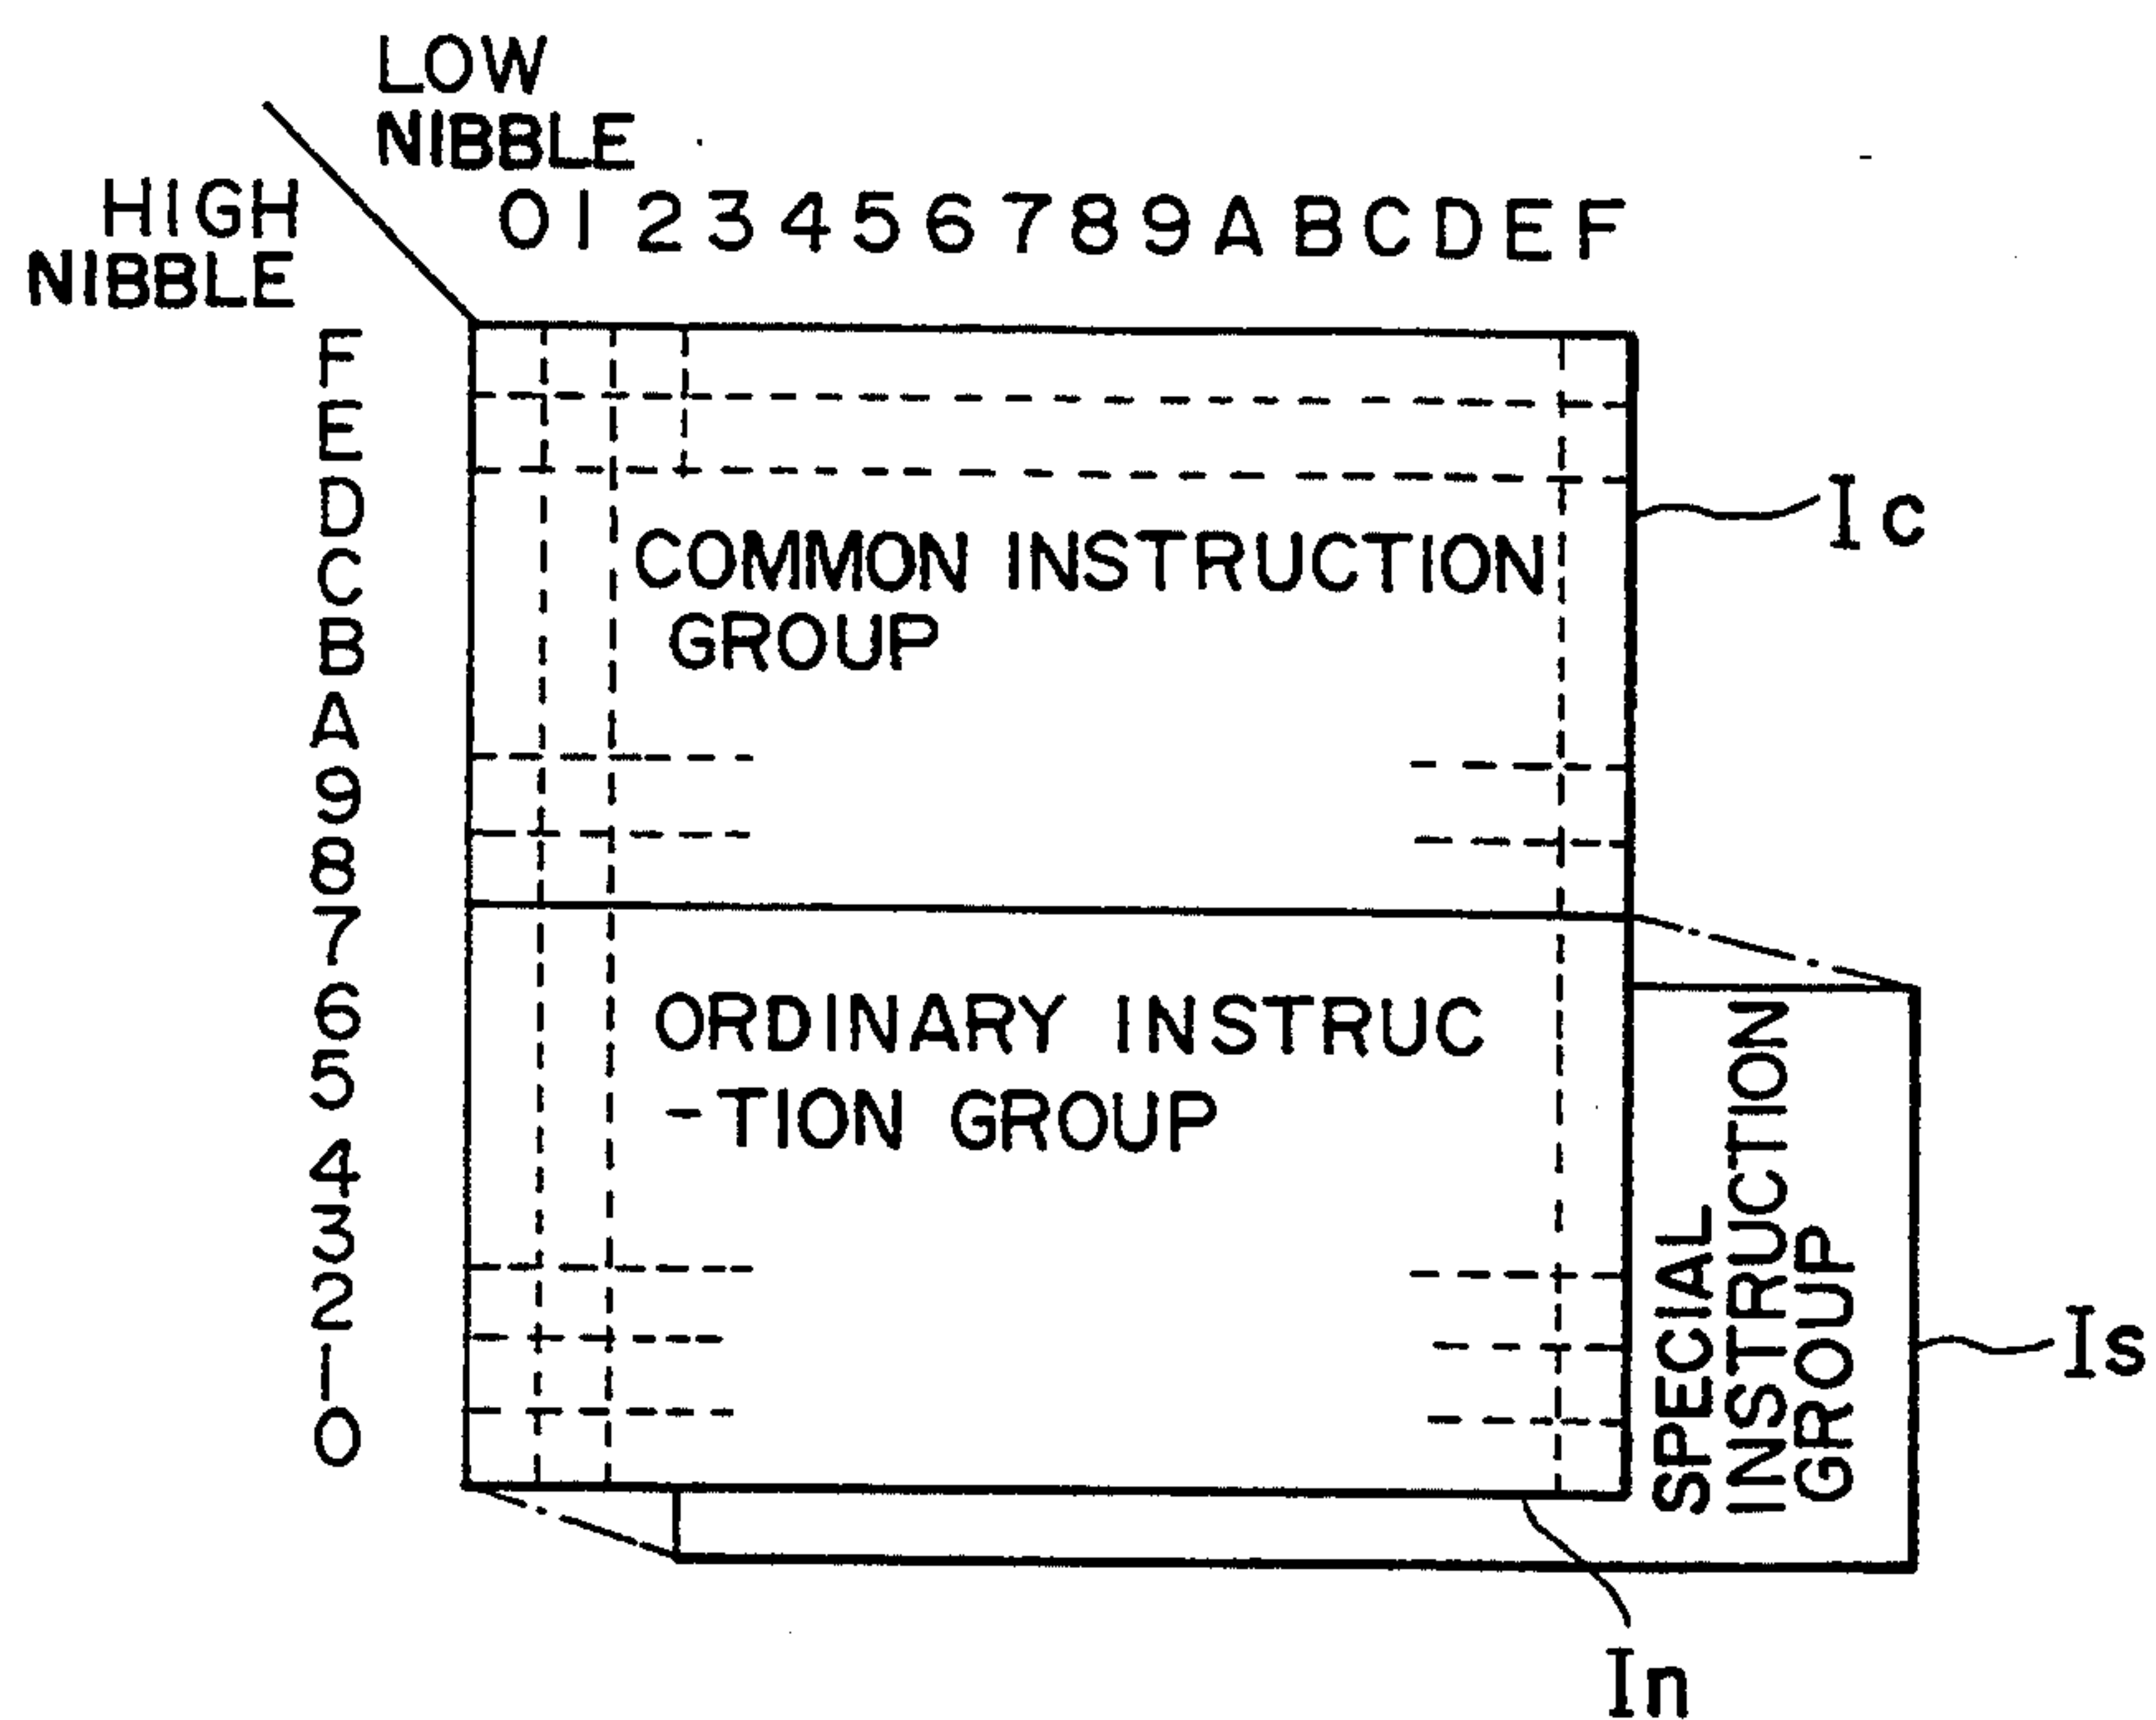 LOW
NIBBLE
HIGH
NIBBLE
0 1 2 3 4 5 6 7 8 9 A B C D E F
F
E
D
C
B
A
9
8
7
6
5
4
3
2
1
0
COMMON INSTRUCTION
GROUP
Ic
ORDINARY INSTRUC
-TION GROUP
SPECIAL
INSTRUCTION
GROUP
Is
In